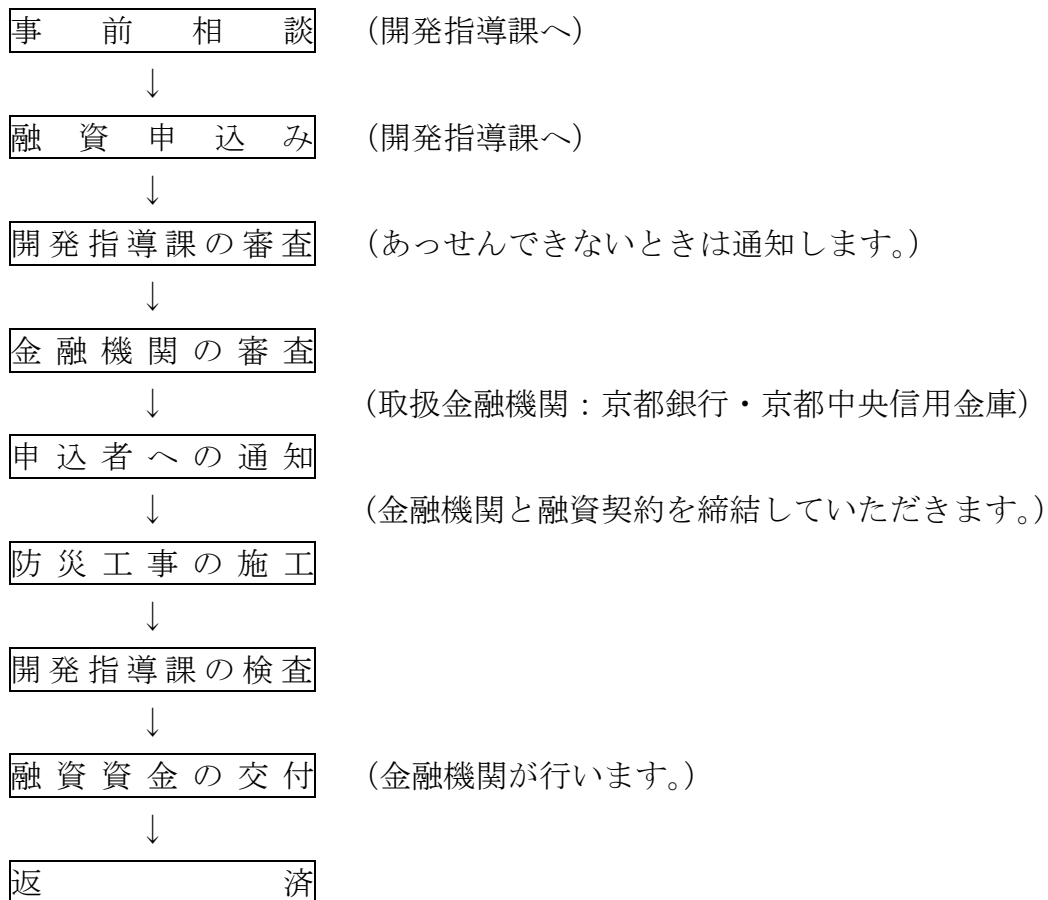 事前相談 (開発指導課へ)
↓
融資申込み (開発指導課へ)
↓
開発指導課の審査 (あっせんできないときは通知します。)
↓
金融機関の審査
↓ (取扱金融機関：京都銀行・京都中央信用金庫)
申込者への通知
↓ (金融機関と融資契約を締結していただきます。)
防災工事の施工
↓
開発指導課の検査
↓
融資資金の交付 (金融機関が行います。)
↓
返済